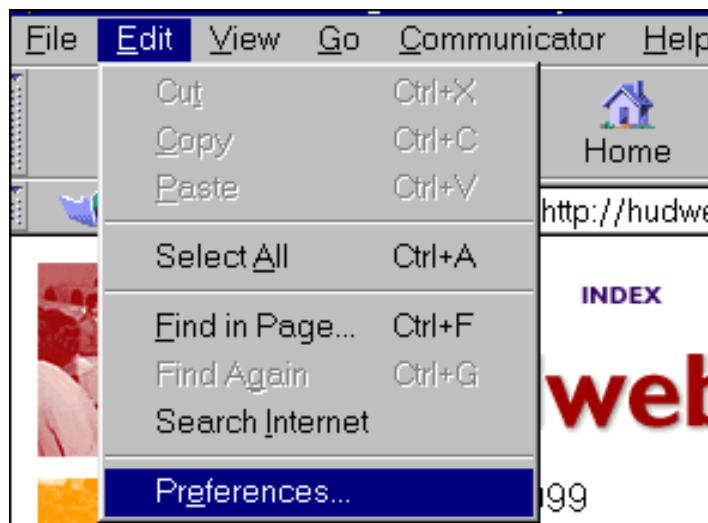 File Edit View Go Communicator Help
Cut Ctrl+X
Copy Ctrl+C
Paste Ctrl+V
Home
http://hudwe
Select All Ctrl+A
INDEX
Find in Page... Ctrl+F
Find Again Ctrl+G
web
Search Internet
Preferences...
99